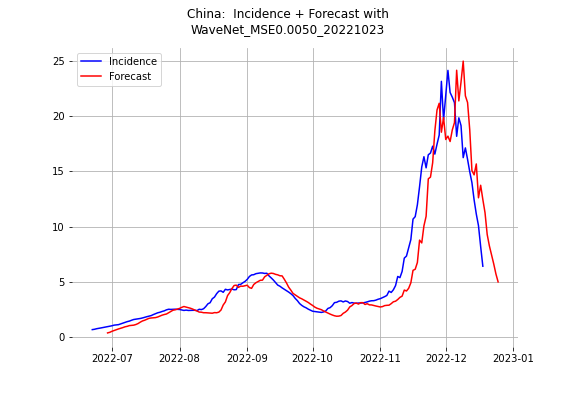 China:  Incidence + Forecast with
WaveNet_MSE0.0050_20221023
Incidence
Forecast
25
20
15
10
5
0
2022-07 2022-08 2022-09 2022-10 2022-11 2022-12 2023-01